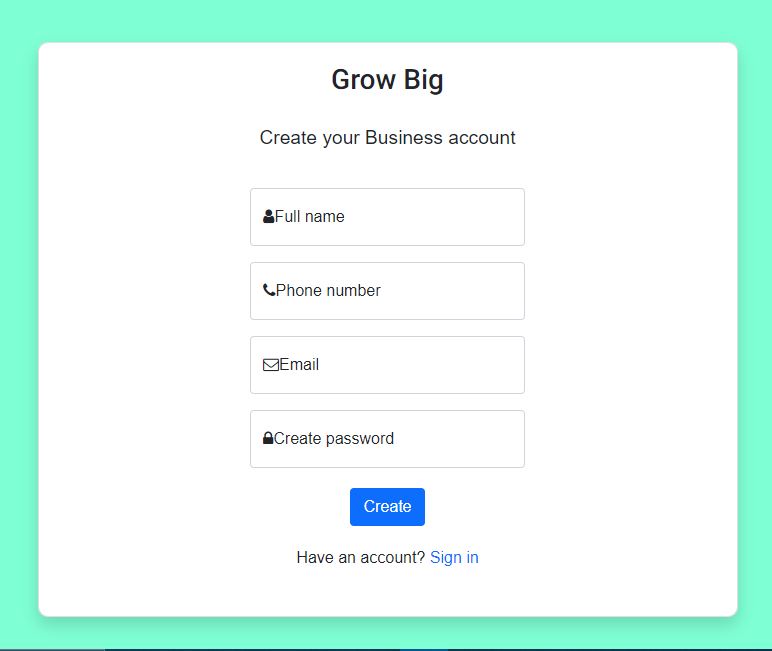 Grow Big
Create your Business account
Full name
Phone number
Email
Create password
Create
Have an account? Sign in